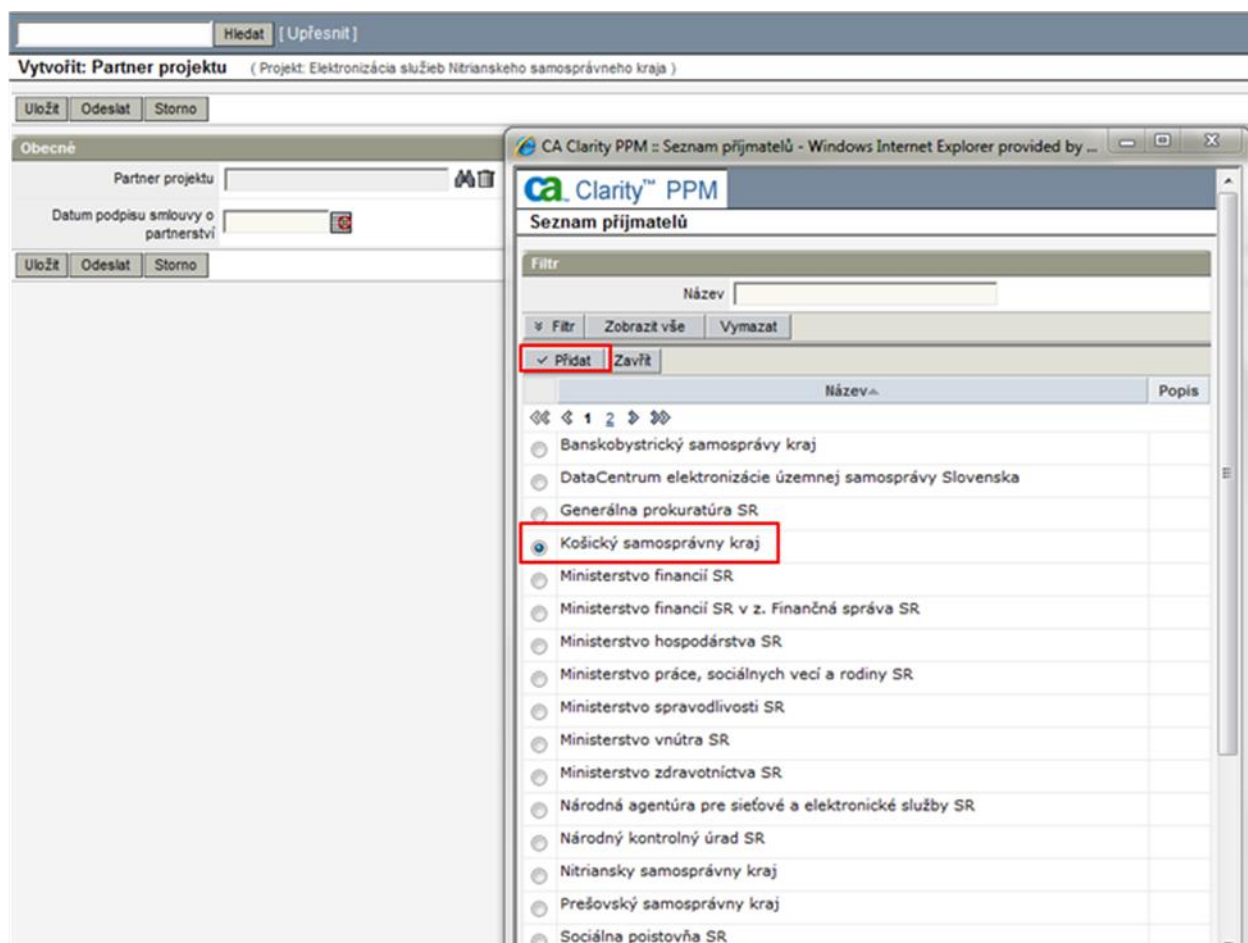 Hledat [ Upřesnit ]
Vytvořit: Partner projektu ( Projekt: Elektronizácia služieb Nitrianskeho samosprávneho kraja )
Uložit Odeslat Storno
Obecné
Partner projektu
Datum podpisu smlouvy o
partnerství
Uložit Odeslat Storno
CA Clarity PPM :: Seznam příjmatelů - Windows Internet Explorer provided by ...
ca Clarity™ PPM
Seznam příjmatelů
Filtr
Název
Filtr Zobrazit vše Vymazat
Přidat Zavřít
Název Popis
1 2
Banskobystrický samosprávy kraj
DataCentrum elektronizácie územnej samosprávy Slovenska
Generálna prokuratúra SR
Košický samosprávny kraj
Ministerstvo financií SR
Ministerstvo financií SR v z. Finančná správa SR
Ministerstvo hospodárstva SR
Ministerstvo práce, sociálnych vecí a rodiny SR
Ministerstvo spravodlivosti SR
Ministerstvo vnútra SR
Ministerstvo zdravotníctva SR
Národná agentúra pre sieťové a elektronické služby SR
Národný kontrolný úrad SR
Nitriansky samosprávny kraj
Prešovský samosprávny kraj
Sociálna poistovňa SR